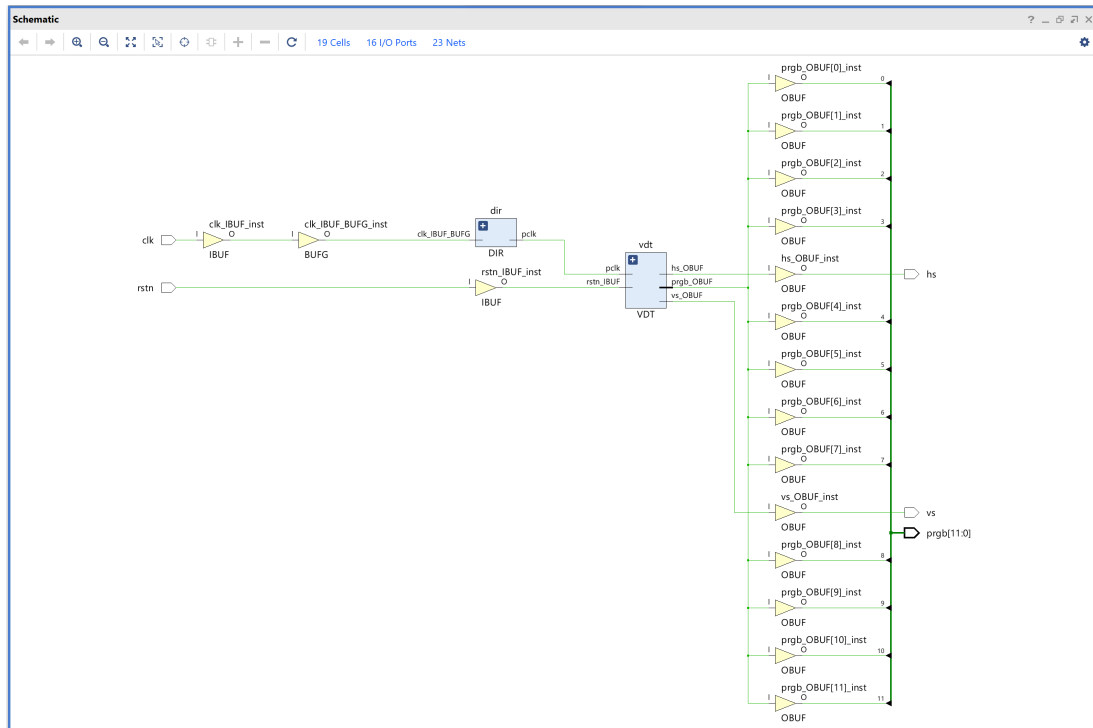 Schematic
19 Cells 16 I/O Ports 23 Nets
prgb_OBUF[0]_inst
I O 0
OBUF
prgb_OBUF[1]_inst
I O 1
OBUF
prgb_OBUF[2]_inst
I O 2
OBUF
prgb_OBUF[3]_inst
I O 3
OBUF
clk
clk_IBUF_inst
I O
IBUF
clk_IBUF_BUFG_inst
I O
BUFG
dir
clk_IBUF_BUFG pclk
DIR
rstn
rstn_IBUF_inst
I O
IBUF
vdt
pclk hs_OBUF
rstn_IBUF prgb_OBUF
vs_OBUF
VDT
hs_OBUF_inst
I O
OBUF
hs
prgb_OBUF[4]_inst
I O 4
OBUF
prgb_OBUF[5]_inst
I O 5
OBUF
prgb_OBUF[6]_inst
I O 6
OBUF
prgb_OBUF[7]_inst
I O 7
OBUF
vs_OBUF_inst
I O
OBUF
vs
prgb[11:0]
prgb_OBUF[8]_inst
I O 8
OBUF
prgb_OBUF[9]_inst
I O 9
OBUF
prgb_OBUF[10]_inst
I O 10
OBUF
prgb_OBUF[11]_inst
I O 11
OBUF